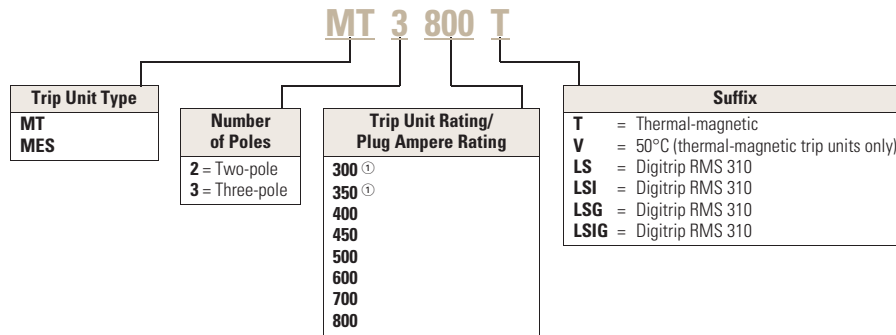 MT 3 800 T
Trip Unit Type
MT
MES
Number
of Poles
2 = Two-pole
3 = Three-pole
Trip Unit Rating/
Plug Ampere Rating
300 ①
350 ①
400
450
500
600
700
800
Suffix
T = Thermal-magnetic
V = 50°C (thermal-magnetic trip units only)
LS = Digitrip RMS 310
LSI = Digitrip RMS 310
LSG = Digitrip RMS 310
LSIG = Digitrip RMS 310